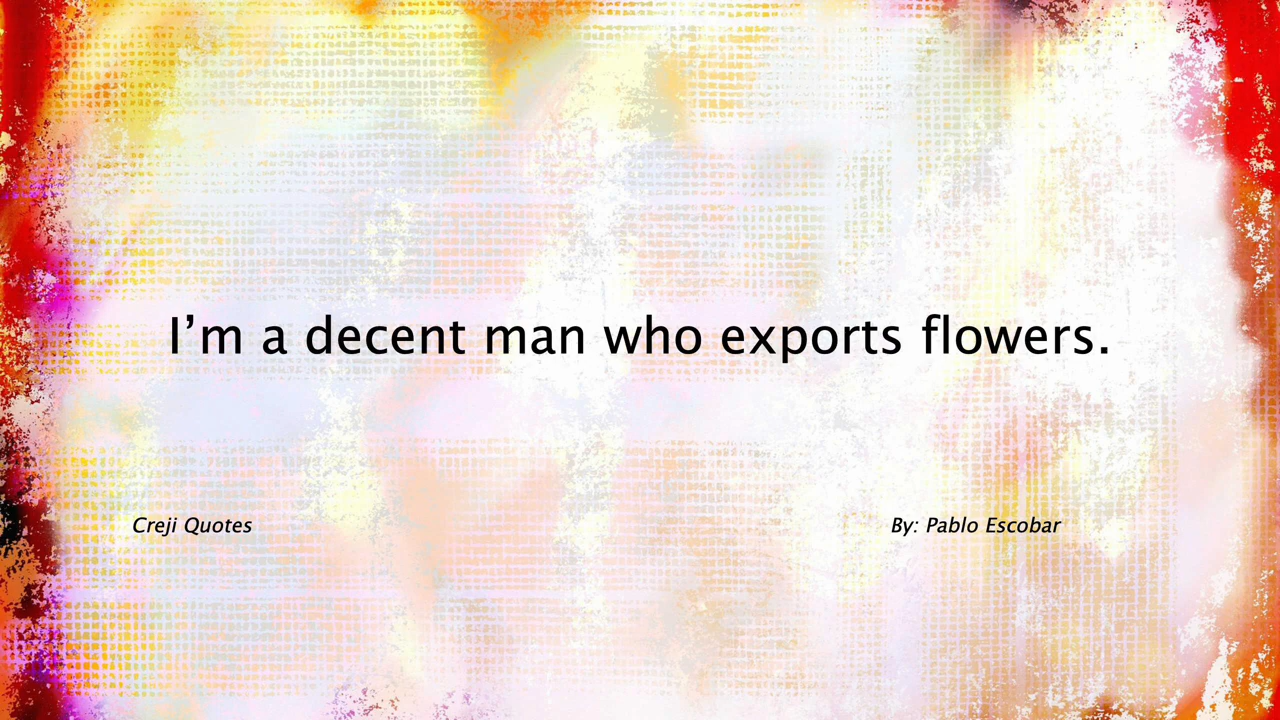 I’m a decent man who exports flowers.
Creji Quotes
By: Pablo Escobar